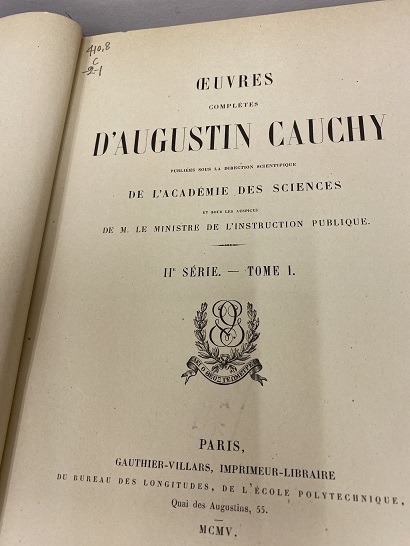 410,8
C
-2-1
ŒUVRES
COMPLÈTES
D'AUGUSTIN CAUCHY
PUBLIÉES SOUS LA DIRECTION SCIENTIFIQUE
DE L'ACADÉMIE DES SCIENCES
ET SOUS LES AUSPICES
DE M. LE MINISTRE DE L'INSTRUCTION PUBLIQUE.
IIE SÉRIE. — TOME I.
PARIS,
GAUTHIER-VILLARS, IMPRIMEUR-LIBRAIRE
DU BUREAU DES LONGITUDES, DE L'ÉCOLE POLYTECHNIQUE,
Quai des Augustins, 55.
MCMV.